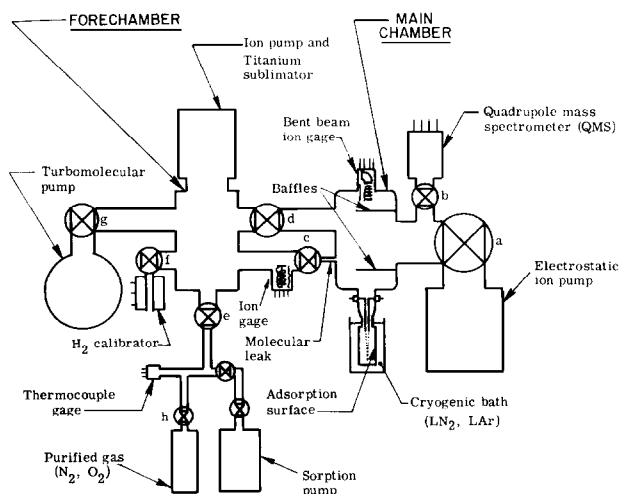 FORECHAMBER
MAIN
CHAMBER
Ion pump and
Titanium
sublimator
Bent beam
ion gage
Quadrupole mass
spectrometer (QMS)
Turbomolecular
pump
Baffles
b
g
d
c
a
f
Electrostatic
ion pump
e
Ion
gage
H2 calibrator
Molecular
leak
Thermocouple
gage
Adsorption
surface
Cryogenic bath
(LN2, LAr)
h
Purified gas
(N2, O2)
Sorption
pump